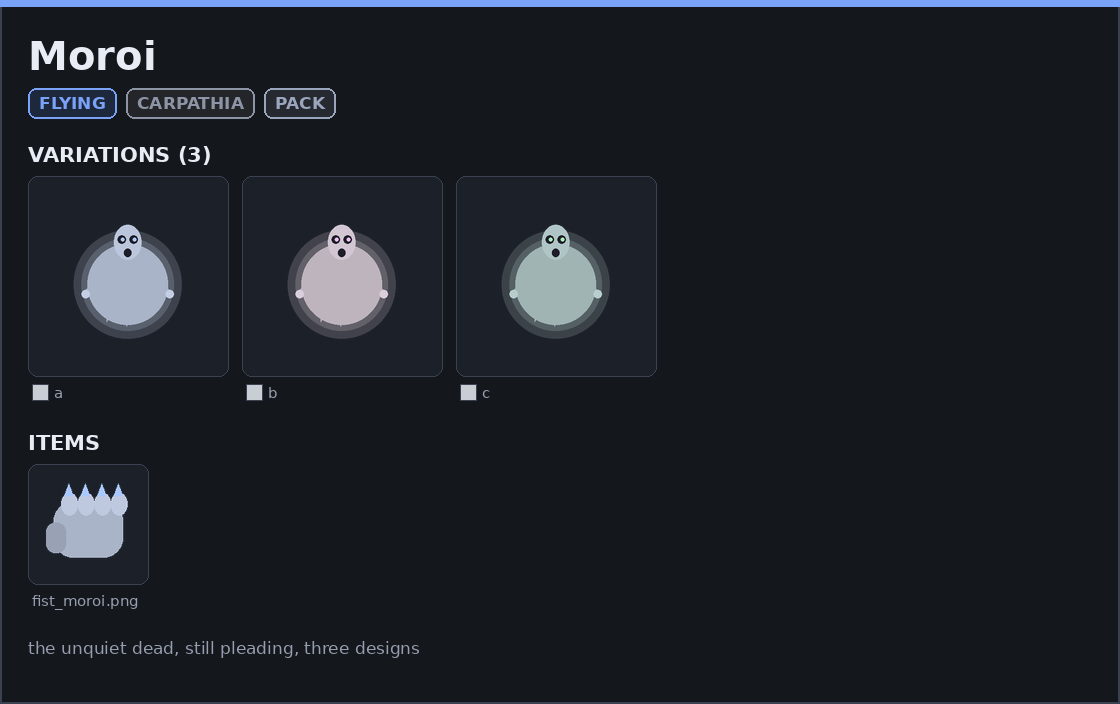 Moroi
FLYING CARPATHIA PACK
VARIATIONS (3)
a b c
ITEMS
fist_moroi.png
the unquiet dead, still pleading, three designs